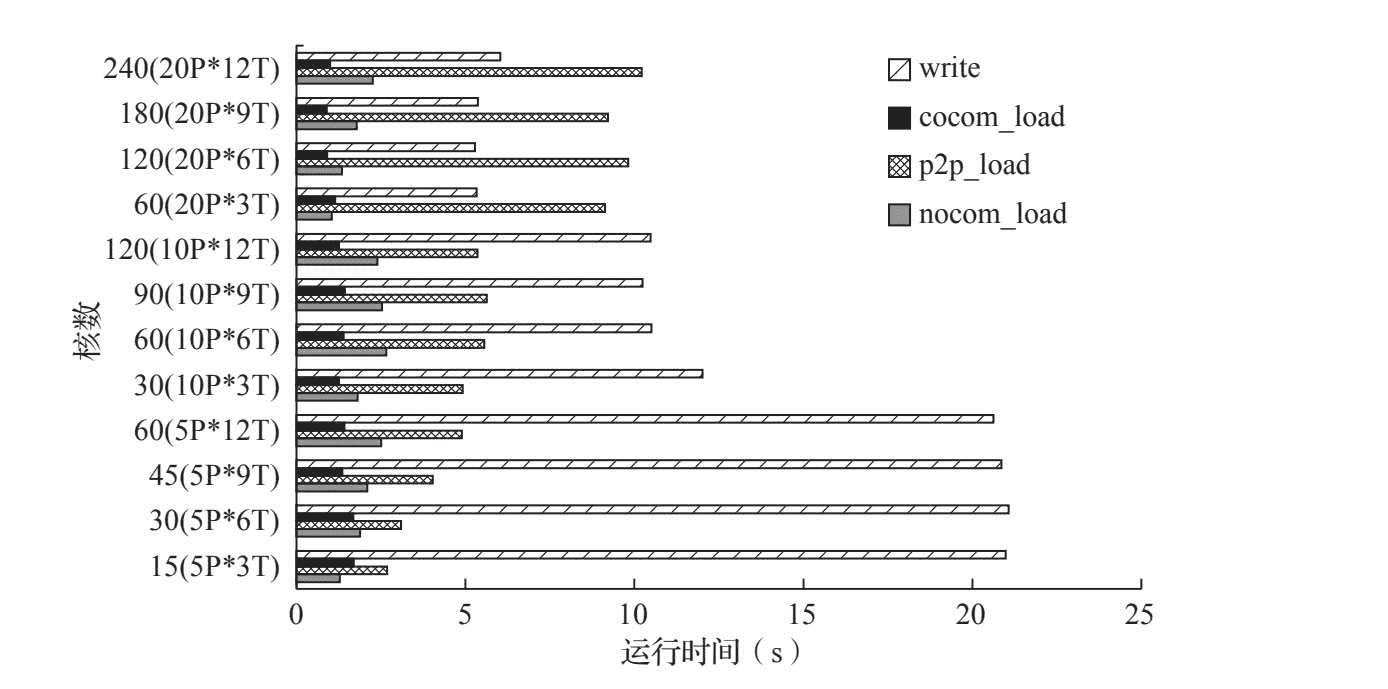 240(20P*12T)
180(20P*9T)
120(20P*6T)
60(20P*3T)
120(10P*12T)
90(10P*9T)
60(10P*6T)
30(10P*3T)
60(5P*12T)
45(5P*9T)
30(5P*6T)
15(5P*3T)
核数
write
cocom_load
p2p_load
nocom_load
0 5 10 15 20 25
运行时间（s）